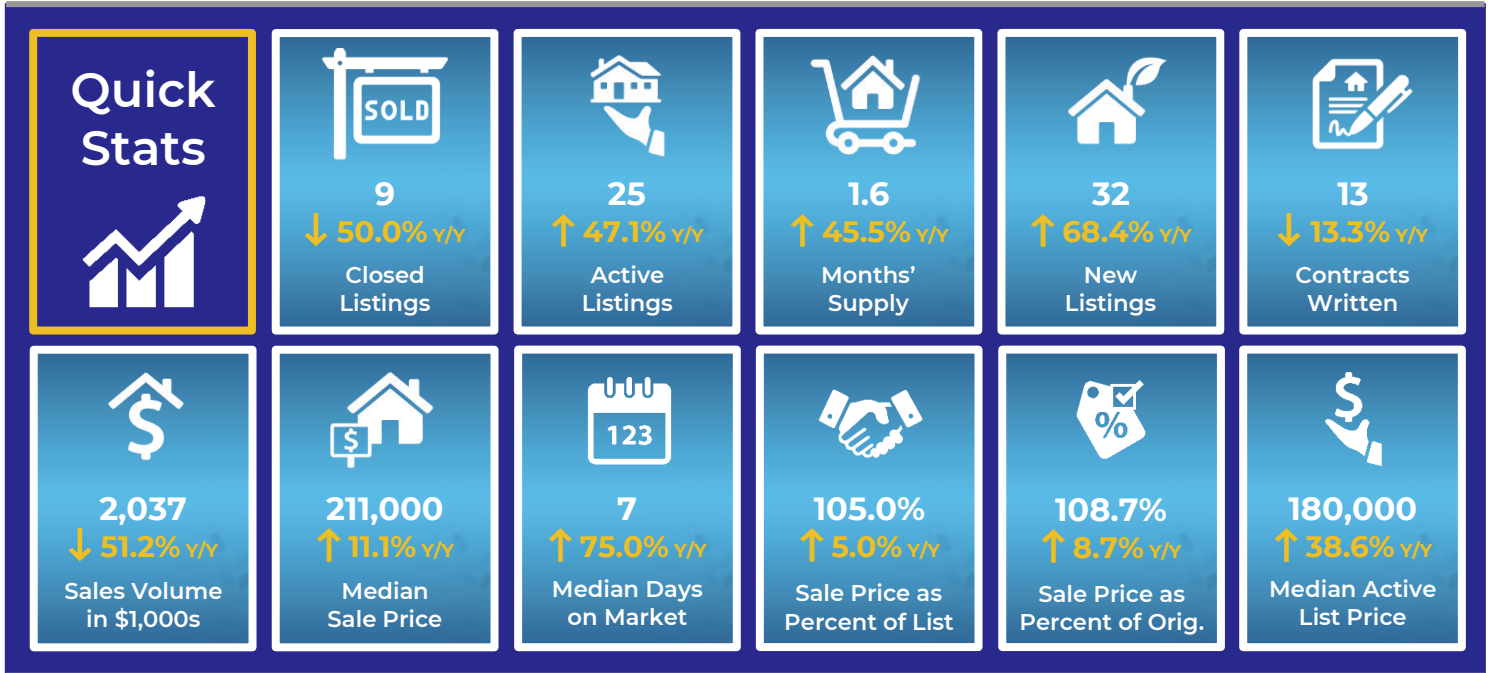 Quick
Stats
SOLD
9
↓ 50.0% Y/Y
Closed
Listings
25
↑ 47.1% Y/Y
Active
Listings
1.6
↑ 45.5% Y/Y
Months’
Supply
32
↑ 68.4% Y/Y
New
Listings
13
↓ 13.3% Y/Y
Contracts
Written
$
2,037
↓ 51.2% Y/Y
Sales Volume
in $1,000s
$
211,000
↑ 11.1% Y/Y
Median
Sale Price
123
7
↑ 75.0% Y/Y
Median Days
on Market
105.0%
↑ 5.0% Y/Y
Sale Price as
Percent of List
%
108.7%
↑ 8.7% Y/Y
Sale Price as
Percent of Orig.
$
180,000
↑ 38.6% Y/Y
Median Active
List Price